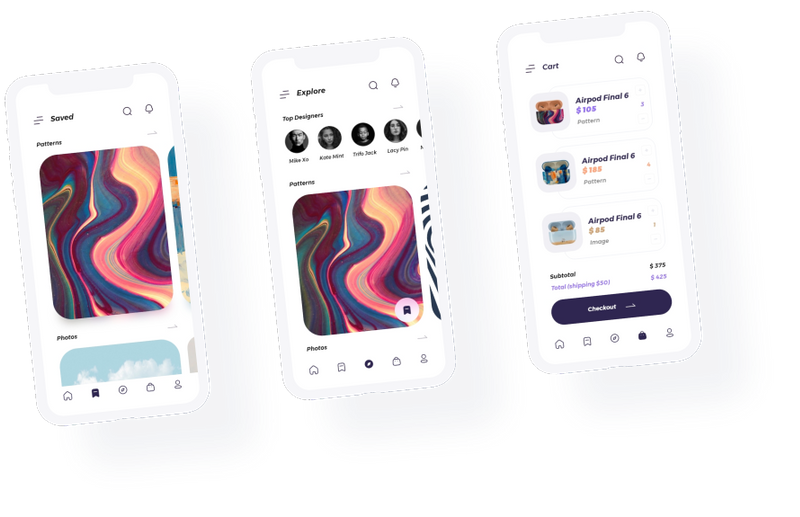 Saved
Patterns
Photos
Explore
Top Designers
Mike Xo
Kate Mint
Trifo Jack
Lacy Pin
Patterns
Photos
Cart
Airpod Final 6
$ 105
Pattern
3
Airpod Final 6
$ 185
Pattern
Airpod Final 6
$ 85
Image
1
Subtotal
$ 375
Total (shipping $50)
$ 425
Checkout